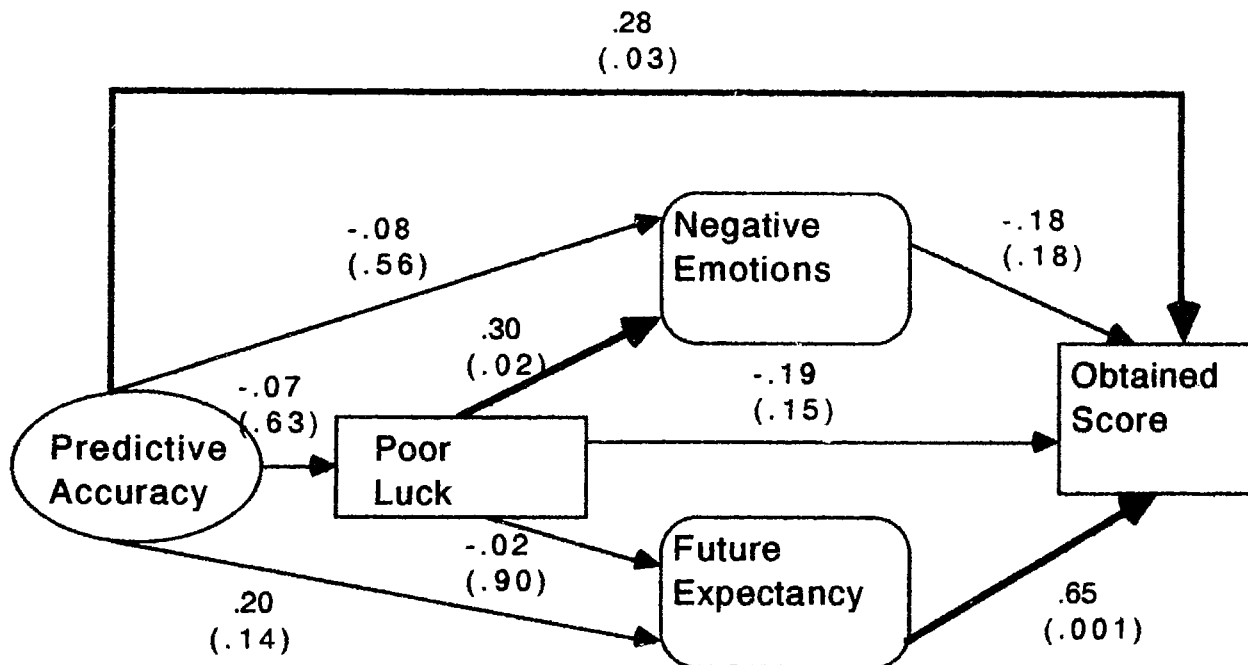 .28
(.03)
-.08
(.56)
Negative
Emotions
-.18
(.18)
.30
(.02)
-.07
(.63)
-.19
(.15)
Obtained
Score
Predictive
Accuracy
Poor
Luck
-.02
(.90)
Future
Expectancy
.20
(.14)
.65
(.001)